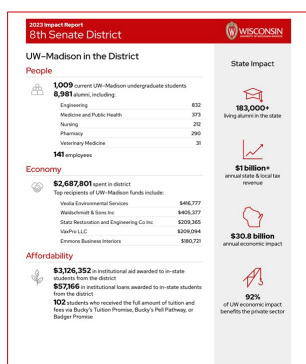 2023 Impact Report
8th Senate District
WISCONSIN
UW–Madison in the District
People
1,009 current UW–Madison undergraduate students
8,981 alumni, including:
Engineering 832
Medicine and Public Health 373
Nursing 212
Pharmacy 290
Veterinary Medicine 31
141 employees
Economy
$2,687,801 spent in district
Top recipients of UW–Madison funds include:
Veolia Environmental Services $416,777
Waldschmidt & Sons Inc $405,377
Statz Restoration and Engineering Co Inc $209,365
VaxPro LLC $209,094
Emmons Business Interiors $180,721
Affordability
$3,126,352 in institutional aid awarded to in-state
students from the district
$57,166 in institutional loans awarded to in-state students
from the district
102 students who received the full amount of tuition and
fees via Bucky's Tuition Promise, Bucky's Pell Pathway, or
Badger Promise
State Impact
183,000+
living alumni in the state
$1 billion+
annual state & local tax
revenue
$30.8 billion
annual economic impact
92%
of UW economic impact
benefits the private sector